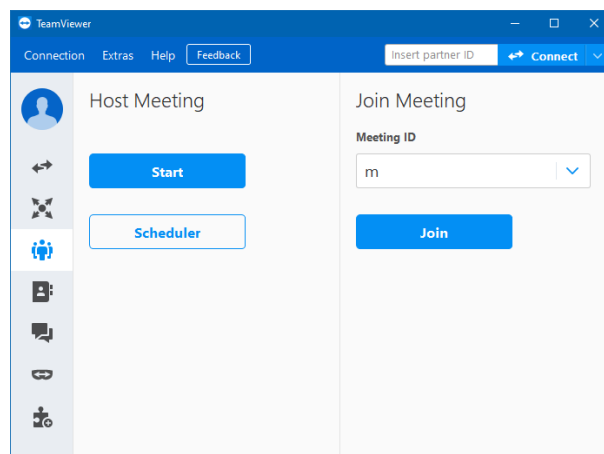 TeamViewer
Connection Extras Help Feedback Insert partner ID Connect
Host Meeting
Start
Scheduler
Join Meeting
Meeting ID
m
Join